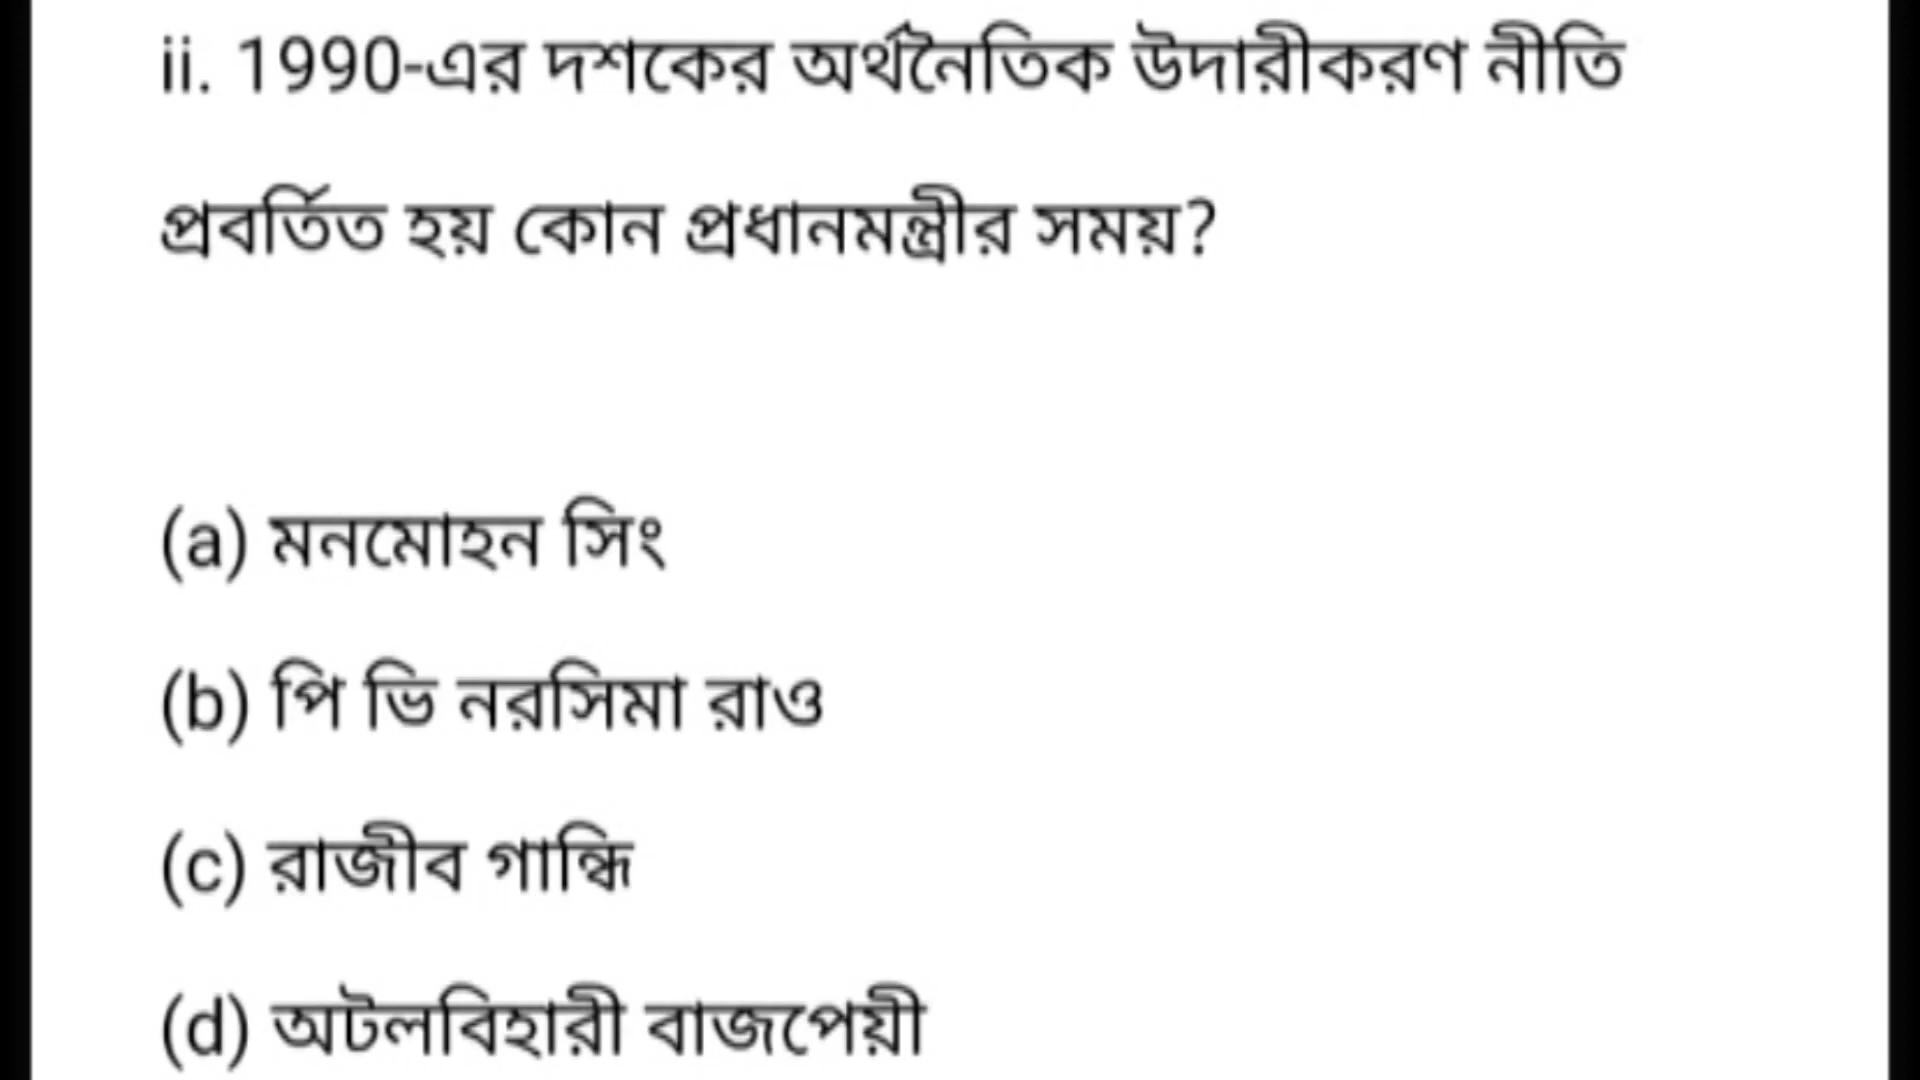 ii. 1990-এর দশকের অর্থনৈতিক উদারীকরণ নীতি
প্রবর্তিত হয় কোন প্রধানমন্ত্রীর সময়?
(a) মনমোহন সিং
(b) পি ভি নরসিমা রাও
(c) রাজীব গান্ধি
(d) অটলবিহারী বাজপেয়ী